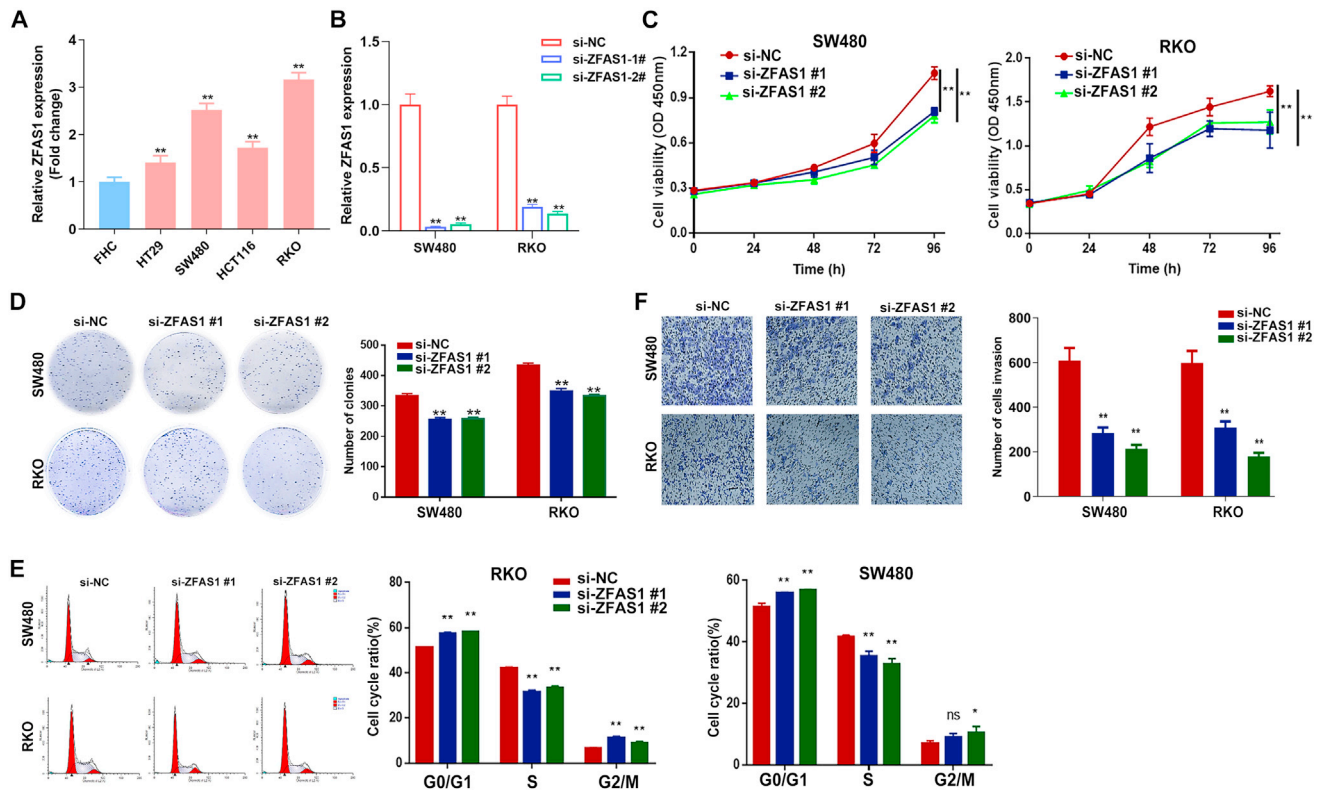 A
Relative ZFAS1 expression
(Fold change)
4
3
2
1
0
**
**
**
**
FHC
HT29
SW480
HCT116
RKO
B
Relative ZFAS1 expression
1.5
1.0
0.5
0.0
si-NC
si-ZFAS1-1#
si-ZFAS1-2#
**
**
**
**
SW480
RKO
C
SW480
si-NC
si-ZFAS1 #1
si-ZFAS1 #2
Cell viability (OD 450nm)
1.2
0.9
0.6
0.3
0.0
**
**
0
24
48
72
96
Time (h)
RKO
si-NC
si-ZFAS1 #1
si-ZFAS1 #2
Cell viability (OD 450nm)
2.0
1.5
1.0
0.5
0.0
**
**
0
24
48
72
96
Time (h)
D
si-NC
si-ZFAS1 #1
si-ZFAS1 #2
SW480
RKO
Number of clonies
500
400
300
200
100
0
si-NC
si-ZFAS1 #1
si-ZFAS1 #2
**
**
**
**
SW480
RKO
F
si-NC
si-ZFAS1 #1
si-ZFAS1 #2
SW480
RKO
Number of cells invasion
800
600
400
200
0
si-NC
si-ZFAS1 #1
si-ZFAS1 #2
**
**
**
**
SW480
RKO
E
si-NC
si-ZFAS1 #1
si-ZFAS1 #2
SW480
RKO
RKO
Cell cycle ratio(%)
80
60
40
20
0
si-NC
si-ZFAS1 #1
si-ZFAS1 #2
**
**
**
**
**
**
G0/G1
S
G2/M
SW480
Cell cycle ratio(%)
60
40
20
0
si-NC
si-ZFAS1 #1
si-ZFAS1 #2
**
**
**
**
ns
*
G0/G1
S
G2/M